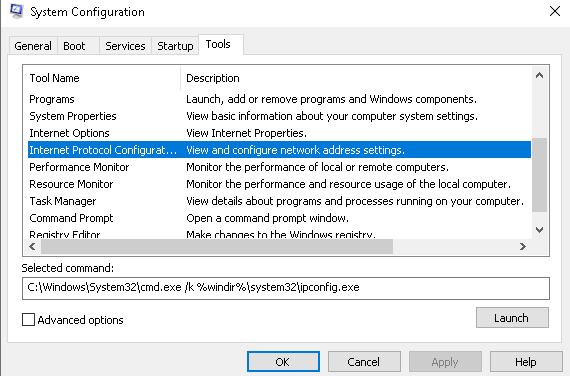 System Configuration
General Boot Services Startup Tools
Tool Name Description
Programs Launch, add or remove programs and Windows components.
System Properties View basic information about your computer system settings.
Internet Options View Internet Properties.
Internet Protocol Configurat... View and configure network address settings.
Performance Monitor Monitor the performance of local or remote computers.
Resource Monitor Monitor the performance and resource usage of the local computer.
Task Manager View details about programs and processes running on your computer.
Command Prompt Open a command prompt window.
Registry Editor Make changes to the Windows registry.
Selected command:
C:\Windows\System32\cmd.exe /k %windir%\system32\ipconfig.exe
Advanced options Launch
OK Cancel Apply Help